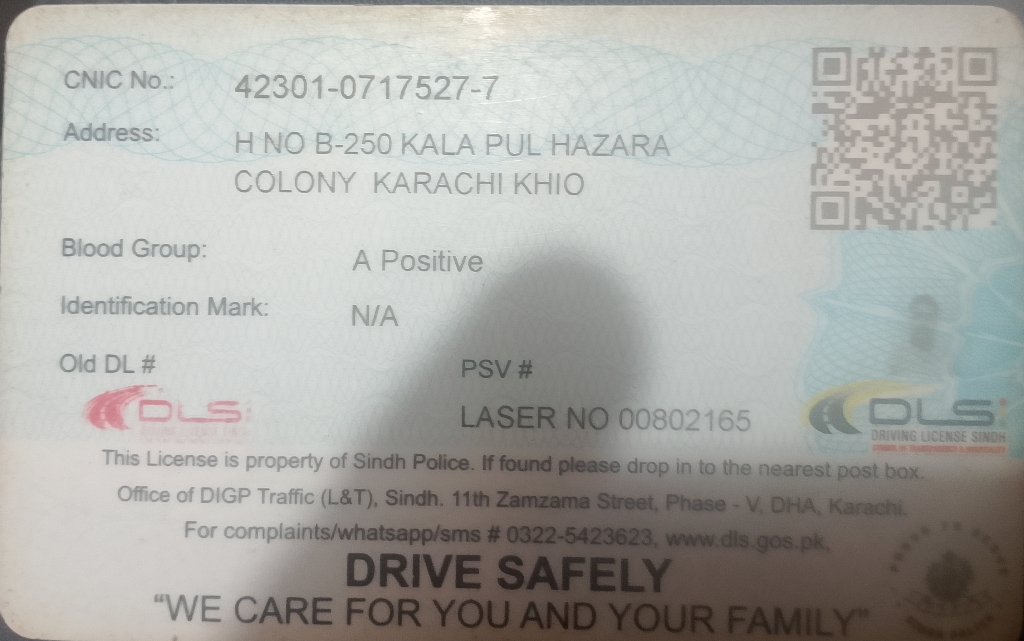 CNIC No.: 42301-0717527-7
Address: H NO B-250 KALA PUL HAZARA
COLONY KARACHI KHIO
Blood Group: A Positive
Identification Mark: N/A
Old DL # PSV #
DLS LASER NO 00802165 DLS
DRIVING LICENSE SINDH
This License is property of Sindh Police. If found please drop in to the nearest post box.
Office of DIGP Traffic (L&T), Sindh. 11th Zamzama Street, Phase - V, DHA, Karachi.
For complaints/whatsapp/sms # 0322-5423623, www.dls.gos.pk,
DRIVE SAFELY
“WE CARE FOR YOU AND YOUR FAMILY”